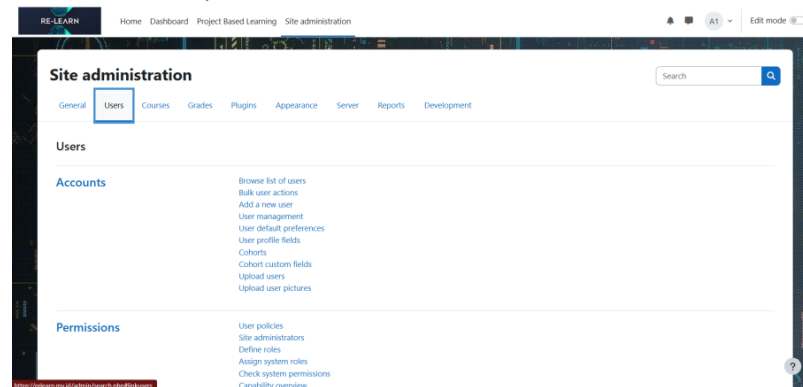 RE-LEARN
Home Dashboard Project Based Learning Site administration
A1 Edit mode
Site administration
Search
General Users Courses Grades Plugins Appearance Server Reports Development
Users
Accounts
Browse list of users
Bulk user actions
Add a new user
User management
User default preferences
User profile fields
Cohorts
Cohort custom fields
Upload users
Upload user pictures
Permissions
User policies
Site administrators
Define roles
Assign system roles
Check system permissions
Capability overview
?